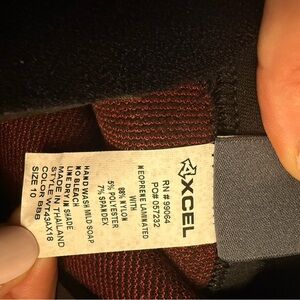 XCEL
RN # 99064
PO# 057232
NEOPRENE LAMINATED
WITH
88% NYLON
5% POLYESTER
7% SPANDEX
HAND WASH MILD SOAP
NO BLEACH
LINE DRY IN SHADE
MADE IN THAILAND
STYLE WT43AX18
COLOR BBB
SIZE 10